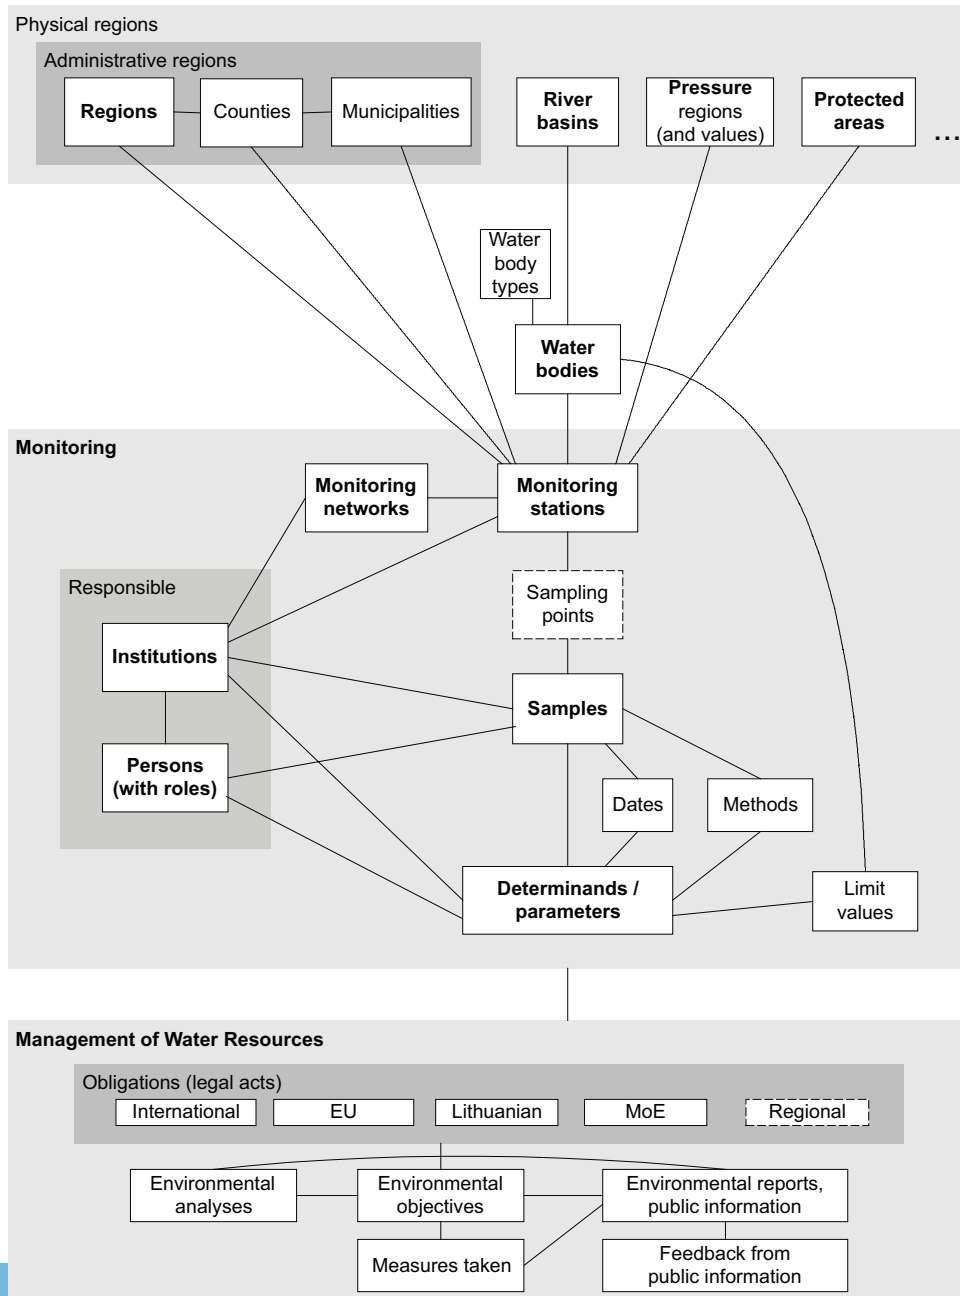 Physical regions
Administrative regions
Regions
Counties
Municipalities
River
basins
Pressure
regions
(and values)
Protected
areas
...
Water
body
types
Water
bodies
Monitoring
Monitoring
networks
Monitoring
stations
Responsible
Sampling
points
Institutions
Samples
Persons
(with roles)
Dates
Methods
Determinands /
parameters
Limit
values
Management of Water Resources
Obligations (legal acts)
International
EU
Lithuanian
MoE
Regional
Environmental
analyses
Environmental
objectives
Environmental reports,
public information
Measures taken
Feedback from
public information